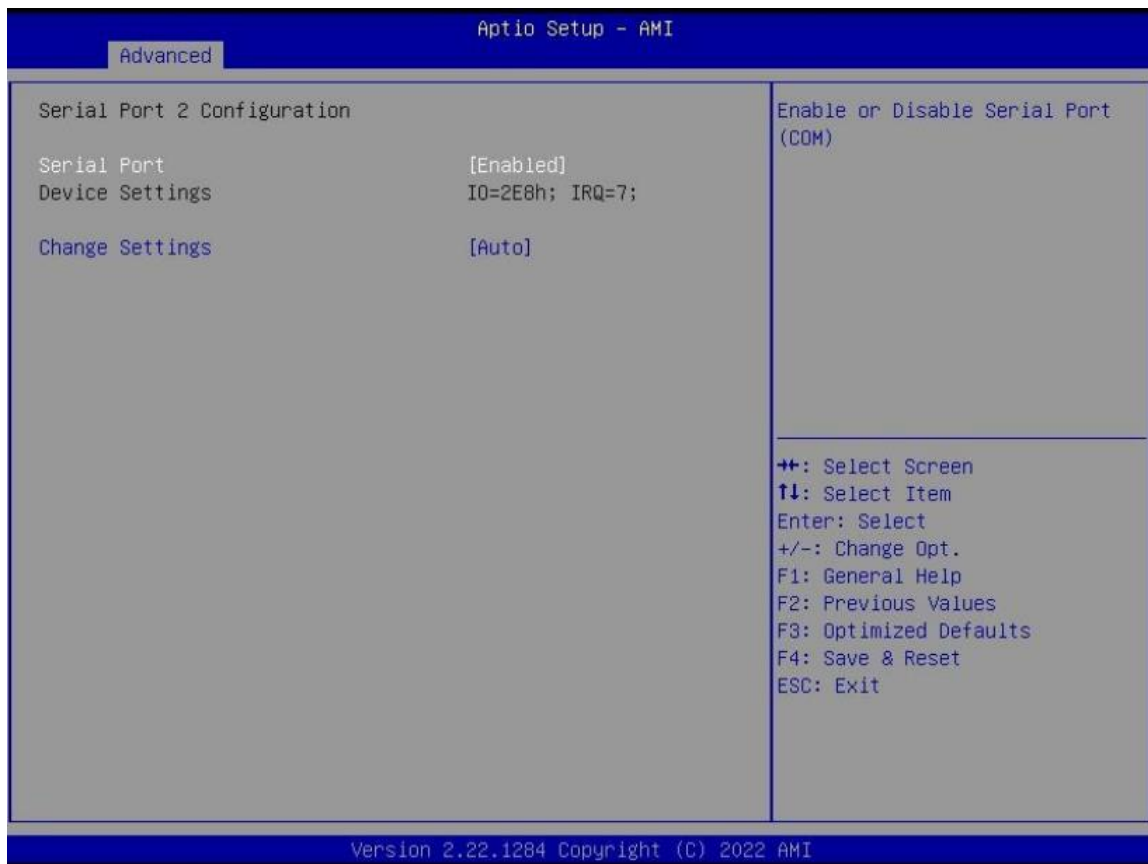 Aptio Setup - AMI
Advanced
Serial Port 2 Configuration
Serial Port [Enabled]
Device Settings IO=2E8h; IRQ=7;
Change Settings [Auto]
Enable or Disable Serial Port
(COM)
→←: Select Screen
↑↓: Select Item
Enter: Select
+/-: Change Opt.
F1: General Help
F2: Previous Values
F3: Optimized Defaults
F4: Save & Reset
ESC: Exit
Version 2.22.1284 Copyright (C) 2022 AMI